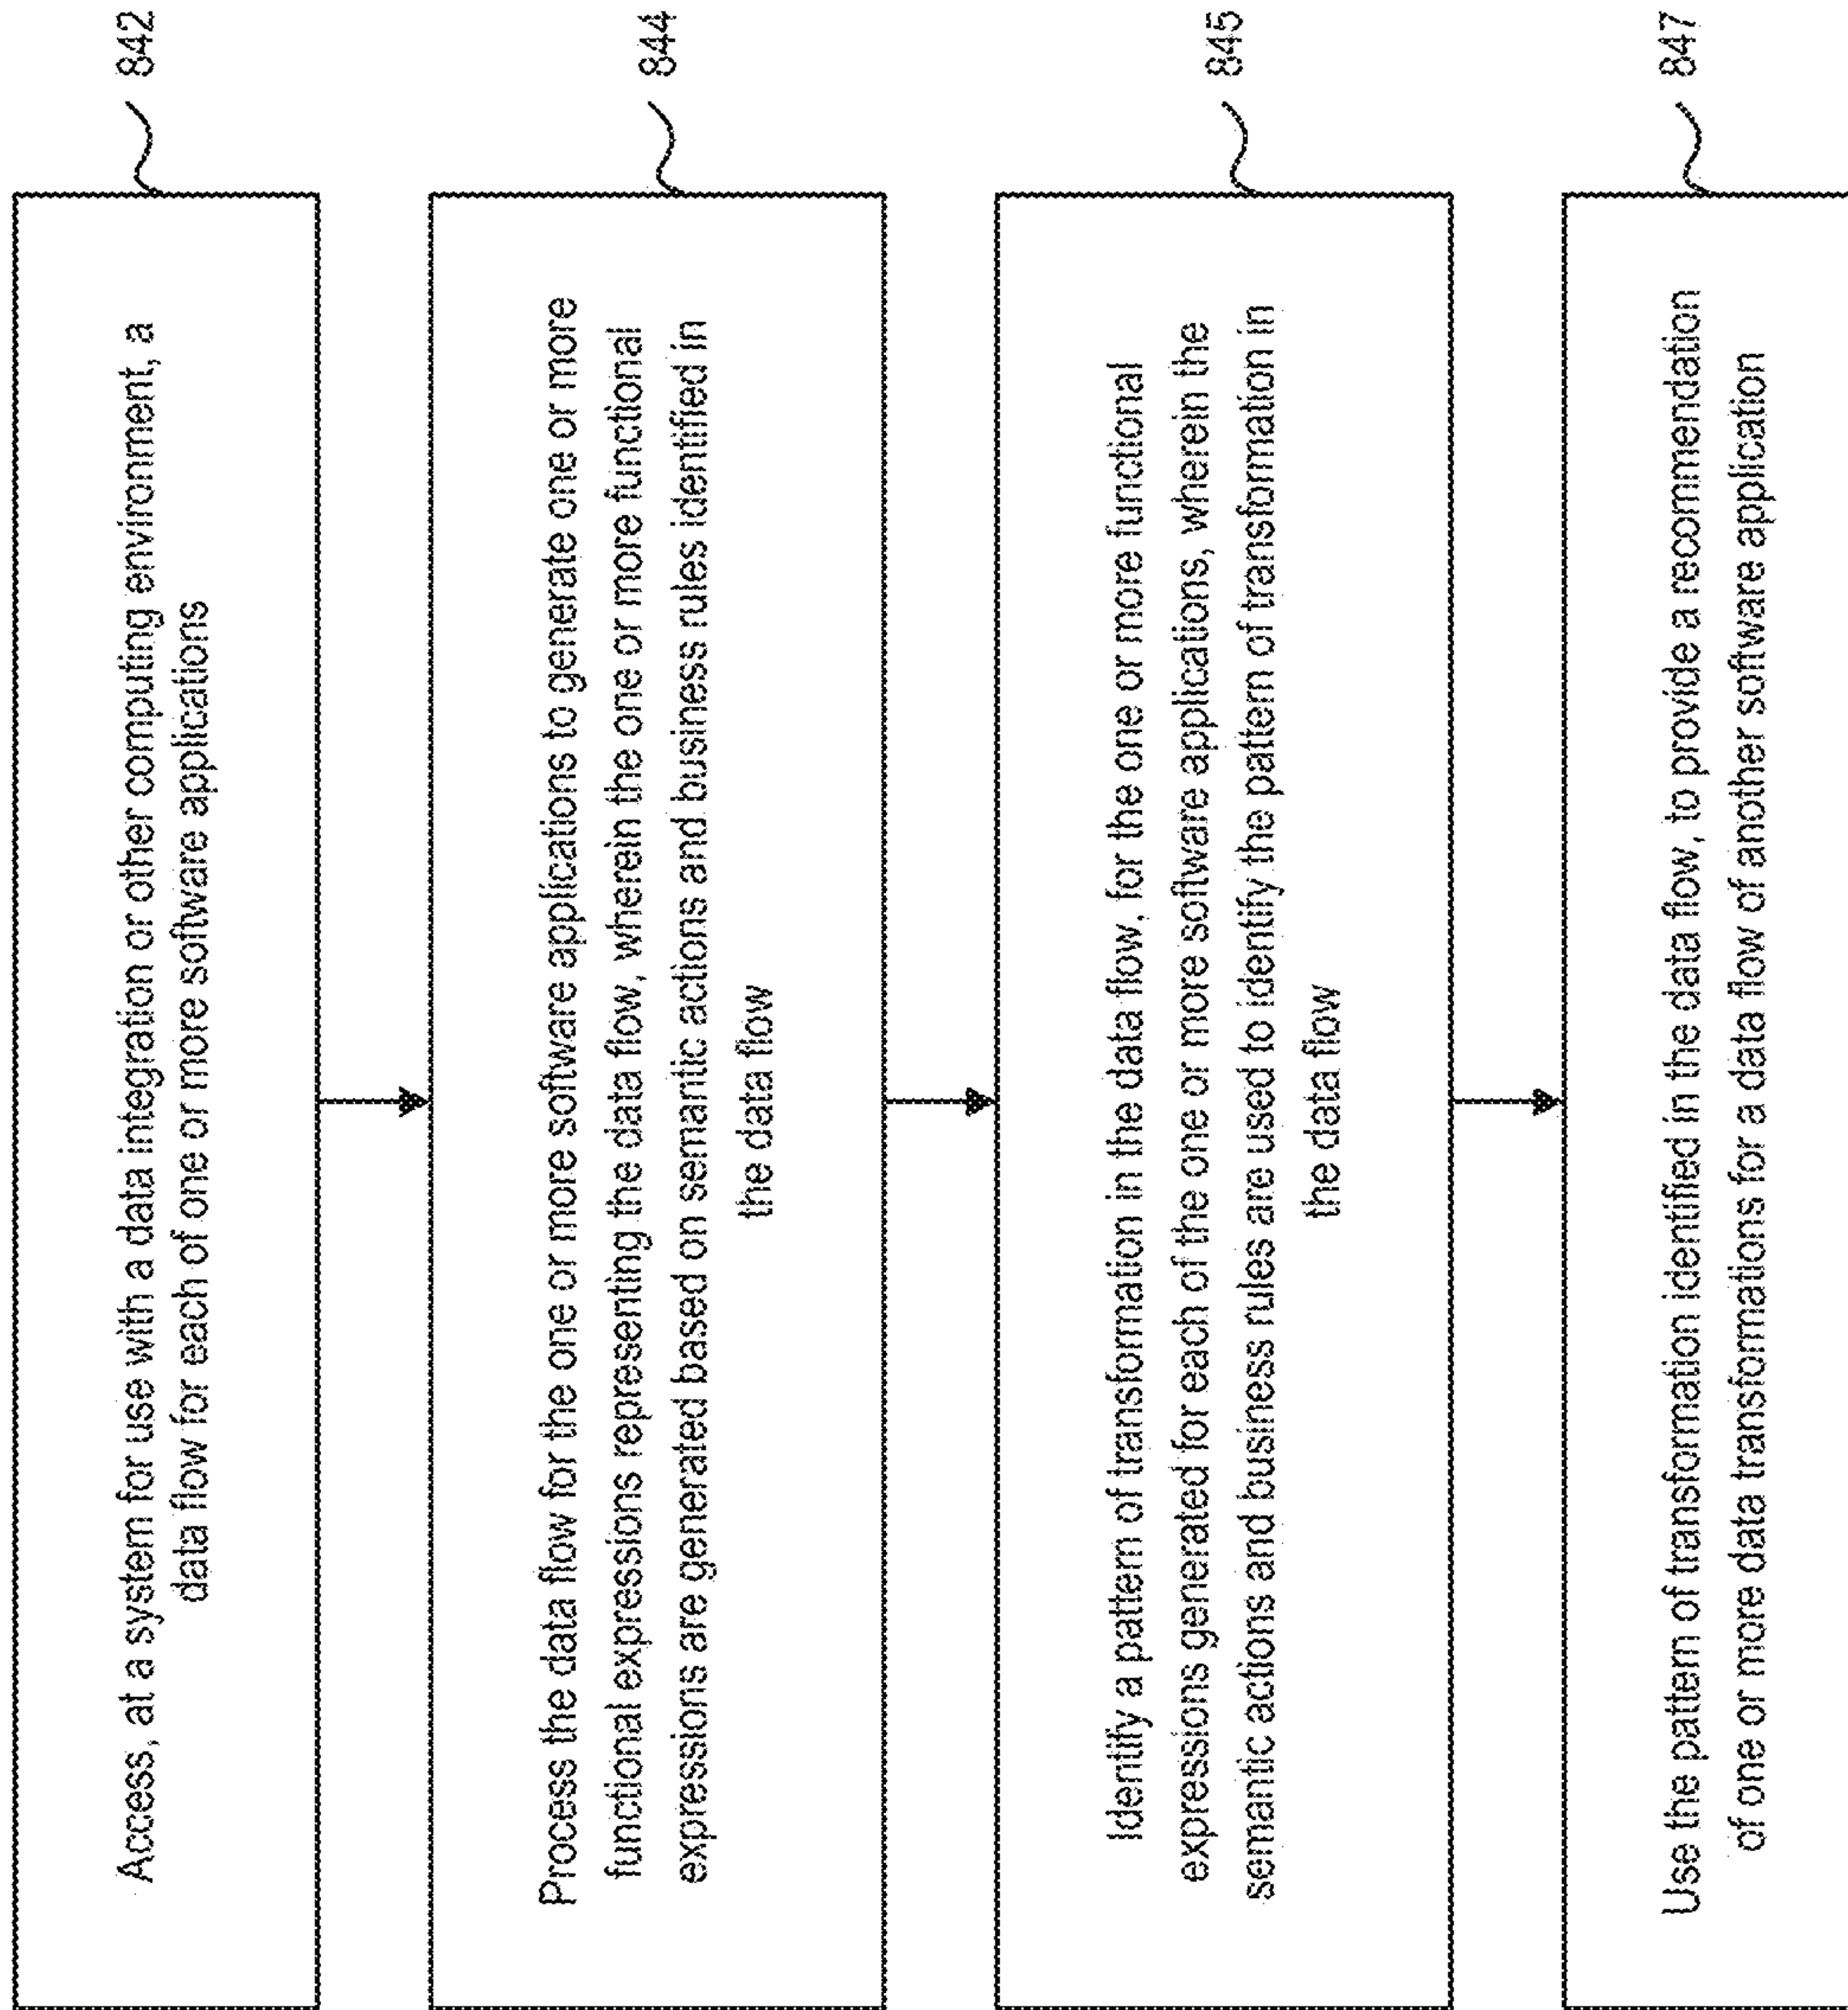 Access, at a system for use with a data integration or other computing environment, a
data flow for each of one or more software applications
842
Process the data flow for the one or more software applications to generate one or more
functional expressions representing the data flow, wherein the one or more functional
expressions are generated based on semantic actions and business rules identified in
the data flow
844
Identify a pattern of transformation in the data flow, for the one or more functional
expressions generated for each of the one or more software applications, wherein the
semantic actions and business rules are used to identify the pattern of transformation in
the data flow
845
Use the pattern of transformation identified in the data flow, to provide a recommendation
of one or more data transformations for a data flow of another software application
847